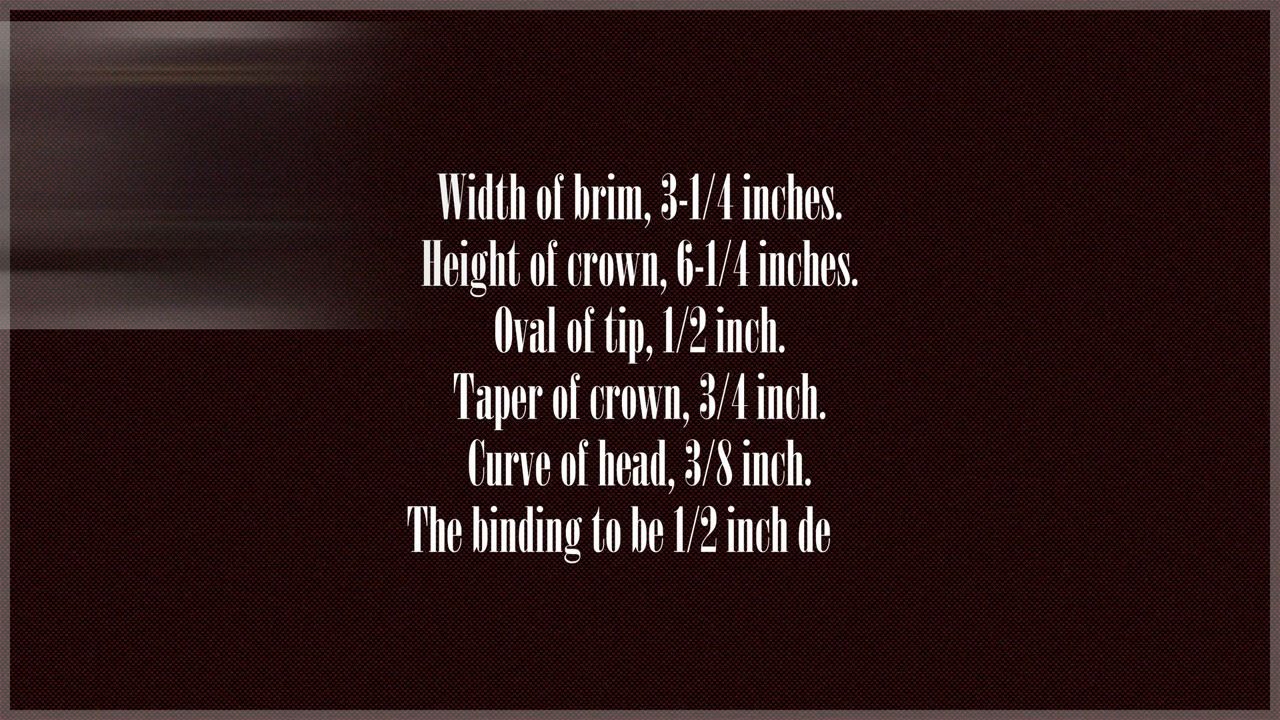 Width of brim, 3-1/4 inches.
Height of crown, 6-1/4 inches.
Oval of tip, 1/2 inch.
Taper of crown, 3/4 inch.
Curve of head, 3/8 inch.
The binding to be 1/2 inch de